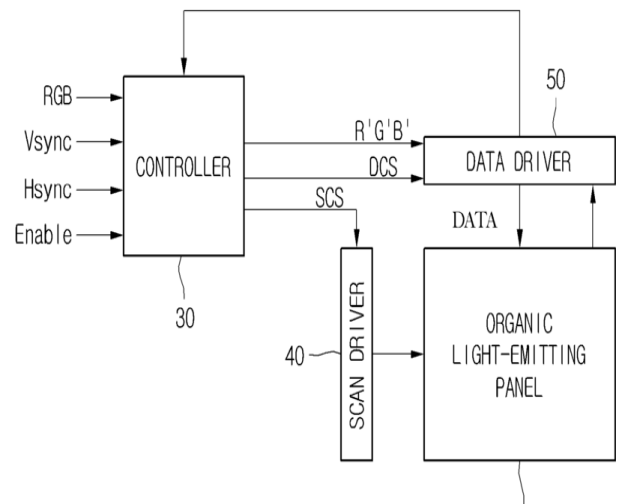 50
RGB
Vsync
Hsync
Enable
CONTROLLER
R'G'B'
DCS
SCS
DATA DRIVER
DATA
30
40
SCAN DRIVER
ORGANIC
LIGHT-EMITTING
PANEL